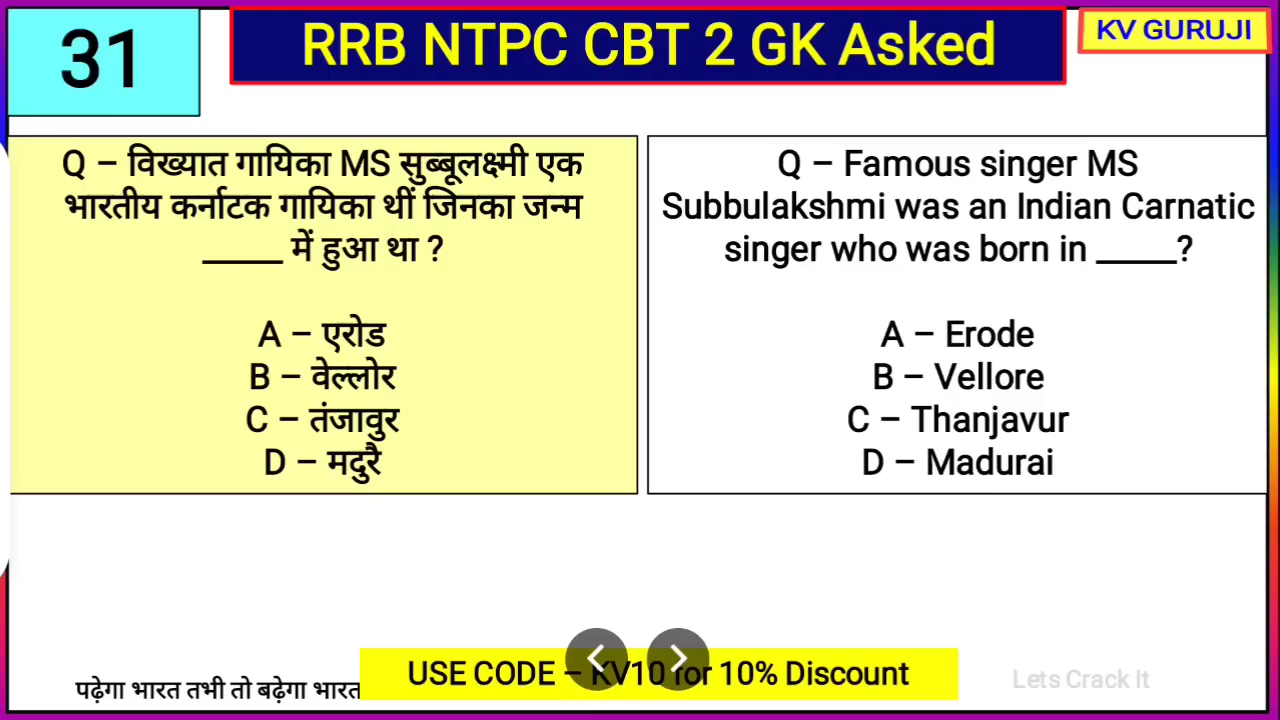 31
RRB NTPC CBT 2 GK Asked
KV GURUJI
Q – विख्यात गायिका MS सुब्बूलक्ष्मी एक
भारतीय कर्नाटक गायिका थीं जिनका जन्म
_____ में हुआ था ?
A – एरोड
B – वेल्लोर
C – तंजावुर
D – मदुरै
Q – Famous singer MS
Subbulakshmi was an Indian Carnatic
singer who was born in _____?
A – Erode
B – Vellore
C – Thanjavur
D – Madurai
USE CODE – KV10 for 10% Discount
पढ़ेगा भारत तभी तो बढ़ेगा भारत
Lets Crack It